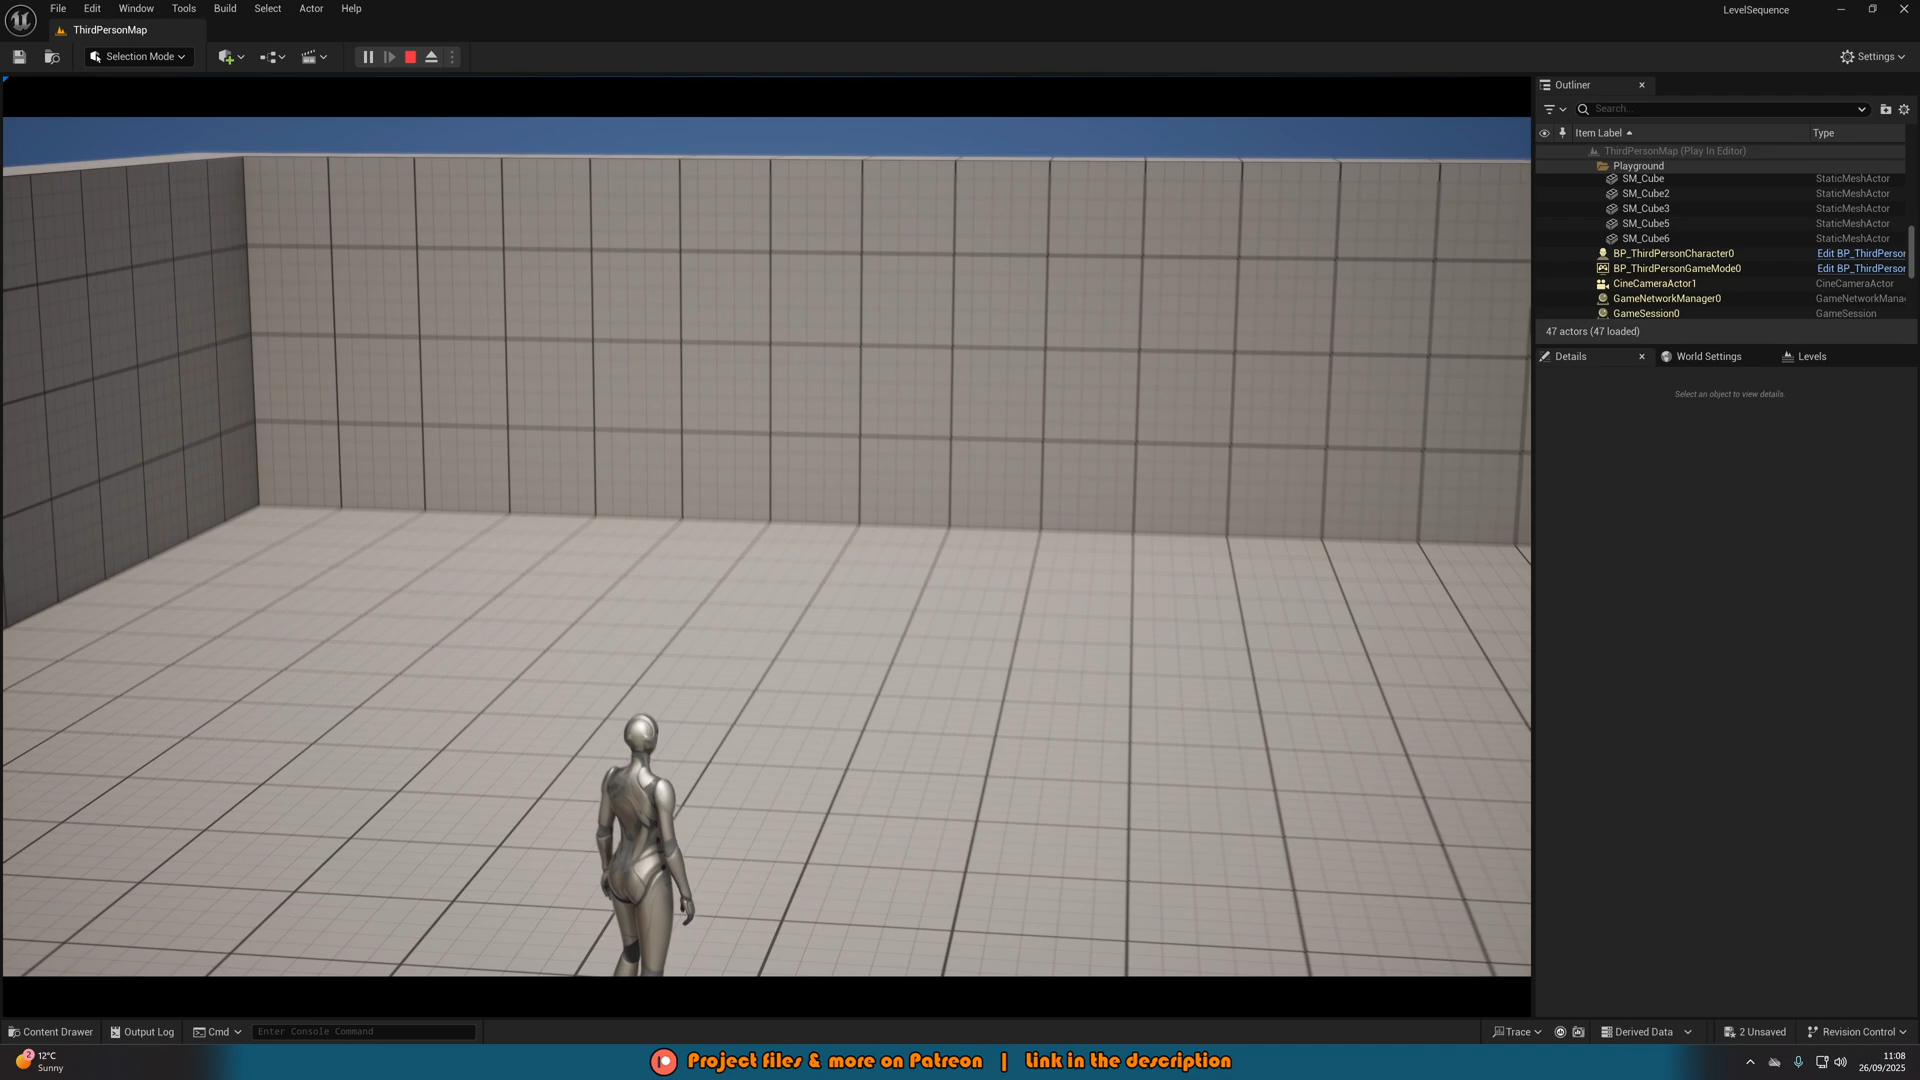 File Edit Window Tools Build Select Actor Help
LevelSequence
ThirdPersonMap
Selection Mode
Settings
Outliner
Search...
Item Label Type
ThirdPersonMap (Play In Editor)
Playground
SM_Cube StaticMeshActor
SM_Cube2 StaticMeshActor
SM_Cube3 StaticMeshActor
SM_Cube5 StaticMeshActor
SM_Cube6 StaticMeshActor
BP_ThirdPersonCharacter0 Edit BP_ThirdPerson
BP_ThirdPersonGameMode0 Edit BP_ThirdPerson
CineCameraActor1 CineCameraActor
GameNetworkManager0 GameNetworkMana
GameSession0 GameSession
47 actors (47 loaded)
Details World Settings Levels
Select an object to view details.
Content Drawer Output Log Cmd Enter Console Command
Trace Derived Data 2 Unsaved Revision Control
2 12°C
Sunny
Project files & more on Patreon | Link in the description
11:08
26/09/2025